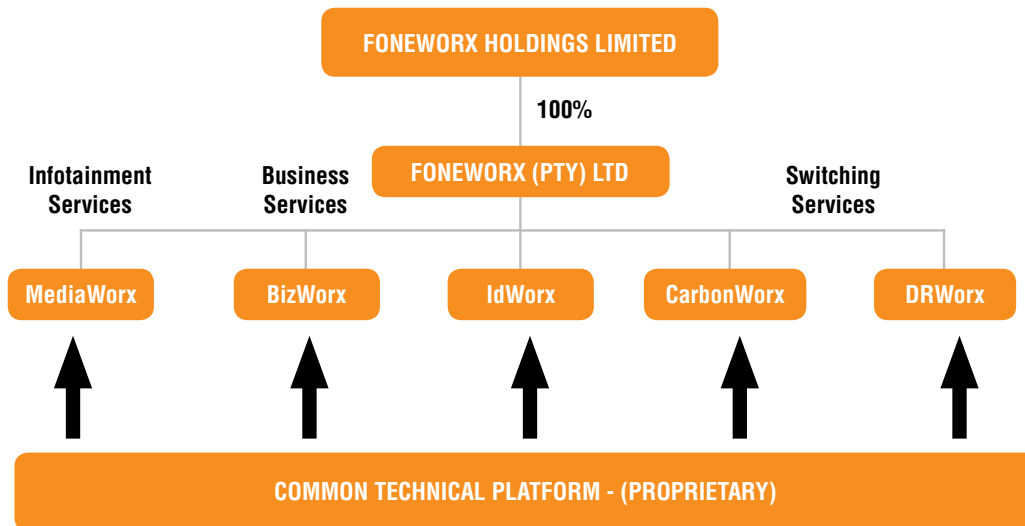 FONEWORX HOLDINGS LIMITED
100%
FONEWORX (PTY) LTD
Infotainment
Services
Business
Services
Switching
Services
MediaWorx
BizWorx
IdWorx
CarbonWorx
DRWorx
COMMON TECHNICAL PLATFORM - (PROPRIETARY)